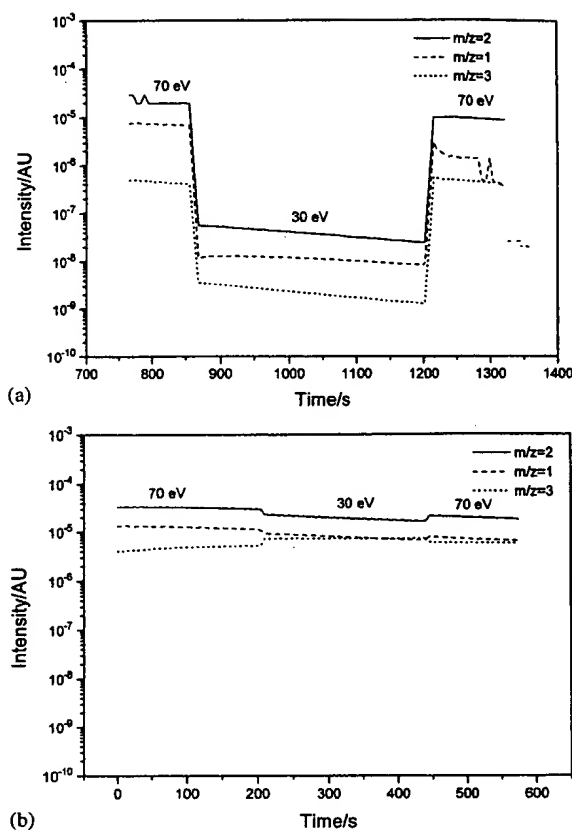 10-3
m/z=2
m/z=1
m/z=3
10-4
70 eV
70 eV
10-5
10-6
Intensity/AU
10-7
30 eV
10-8
10-9
10-10
700 800 900 1000 1100 1200 1300 1400
(a)
Time/s
10-3
m/z=2
m/z=1
m/z=3
10-4
70 eV
30 eV
70 eV
10-5
10-6
Intensity/AU
10-7
10-8
10-9
10-10
0 100 200 300 400 500 600
(b)
Time/s